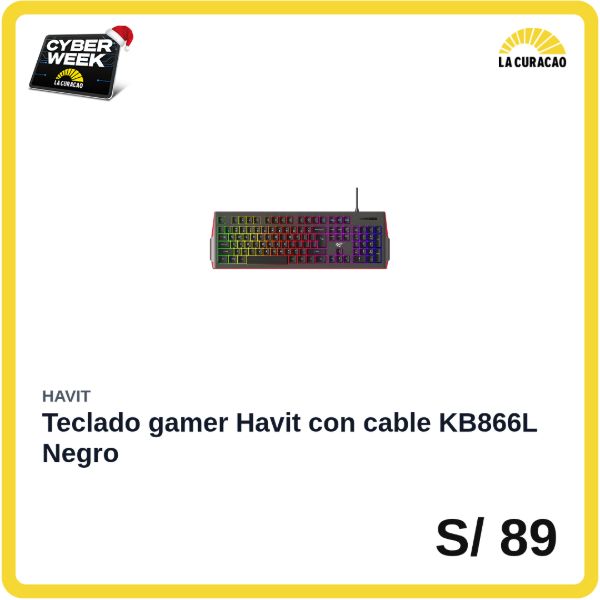 CYBER
WEEK
LA CURACAO
LA CURACAO
HAVIT
Teclado gamer Havit con cable KB866L
Negro
S/ 89